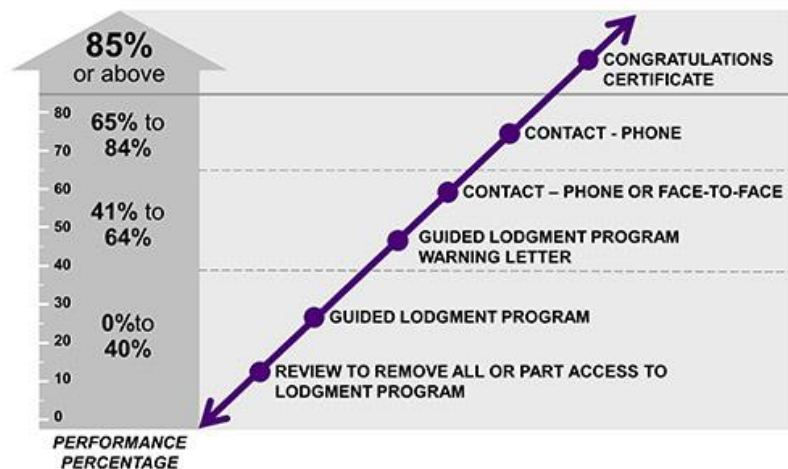 85%
or above
80
65% to
84%
70
60
41% to
64%
50
40
30
0%to
40%
20
10
0
PERFORMANCE
PERCENTAGE
CONGRATULATIONS
CERTIFICATE
CONTACT - PHONE
CONTACT – PHONE OR FACE-TO-FACE
GUIDED LODGMENT PROGRAM
WARNING LETTER
GUIDED LODGMENT PROGRAM
REVIEW TO REMOVE ALL OR PART ACCESS TO
LODGMENT PROGRAM